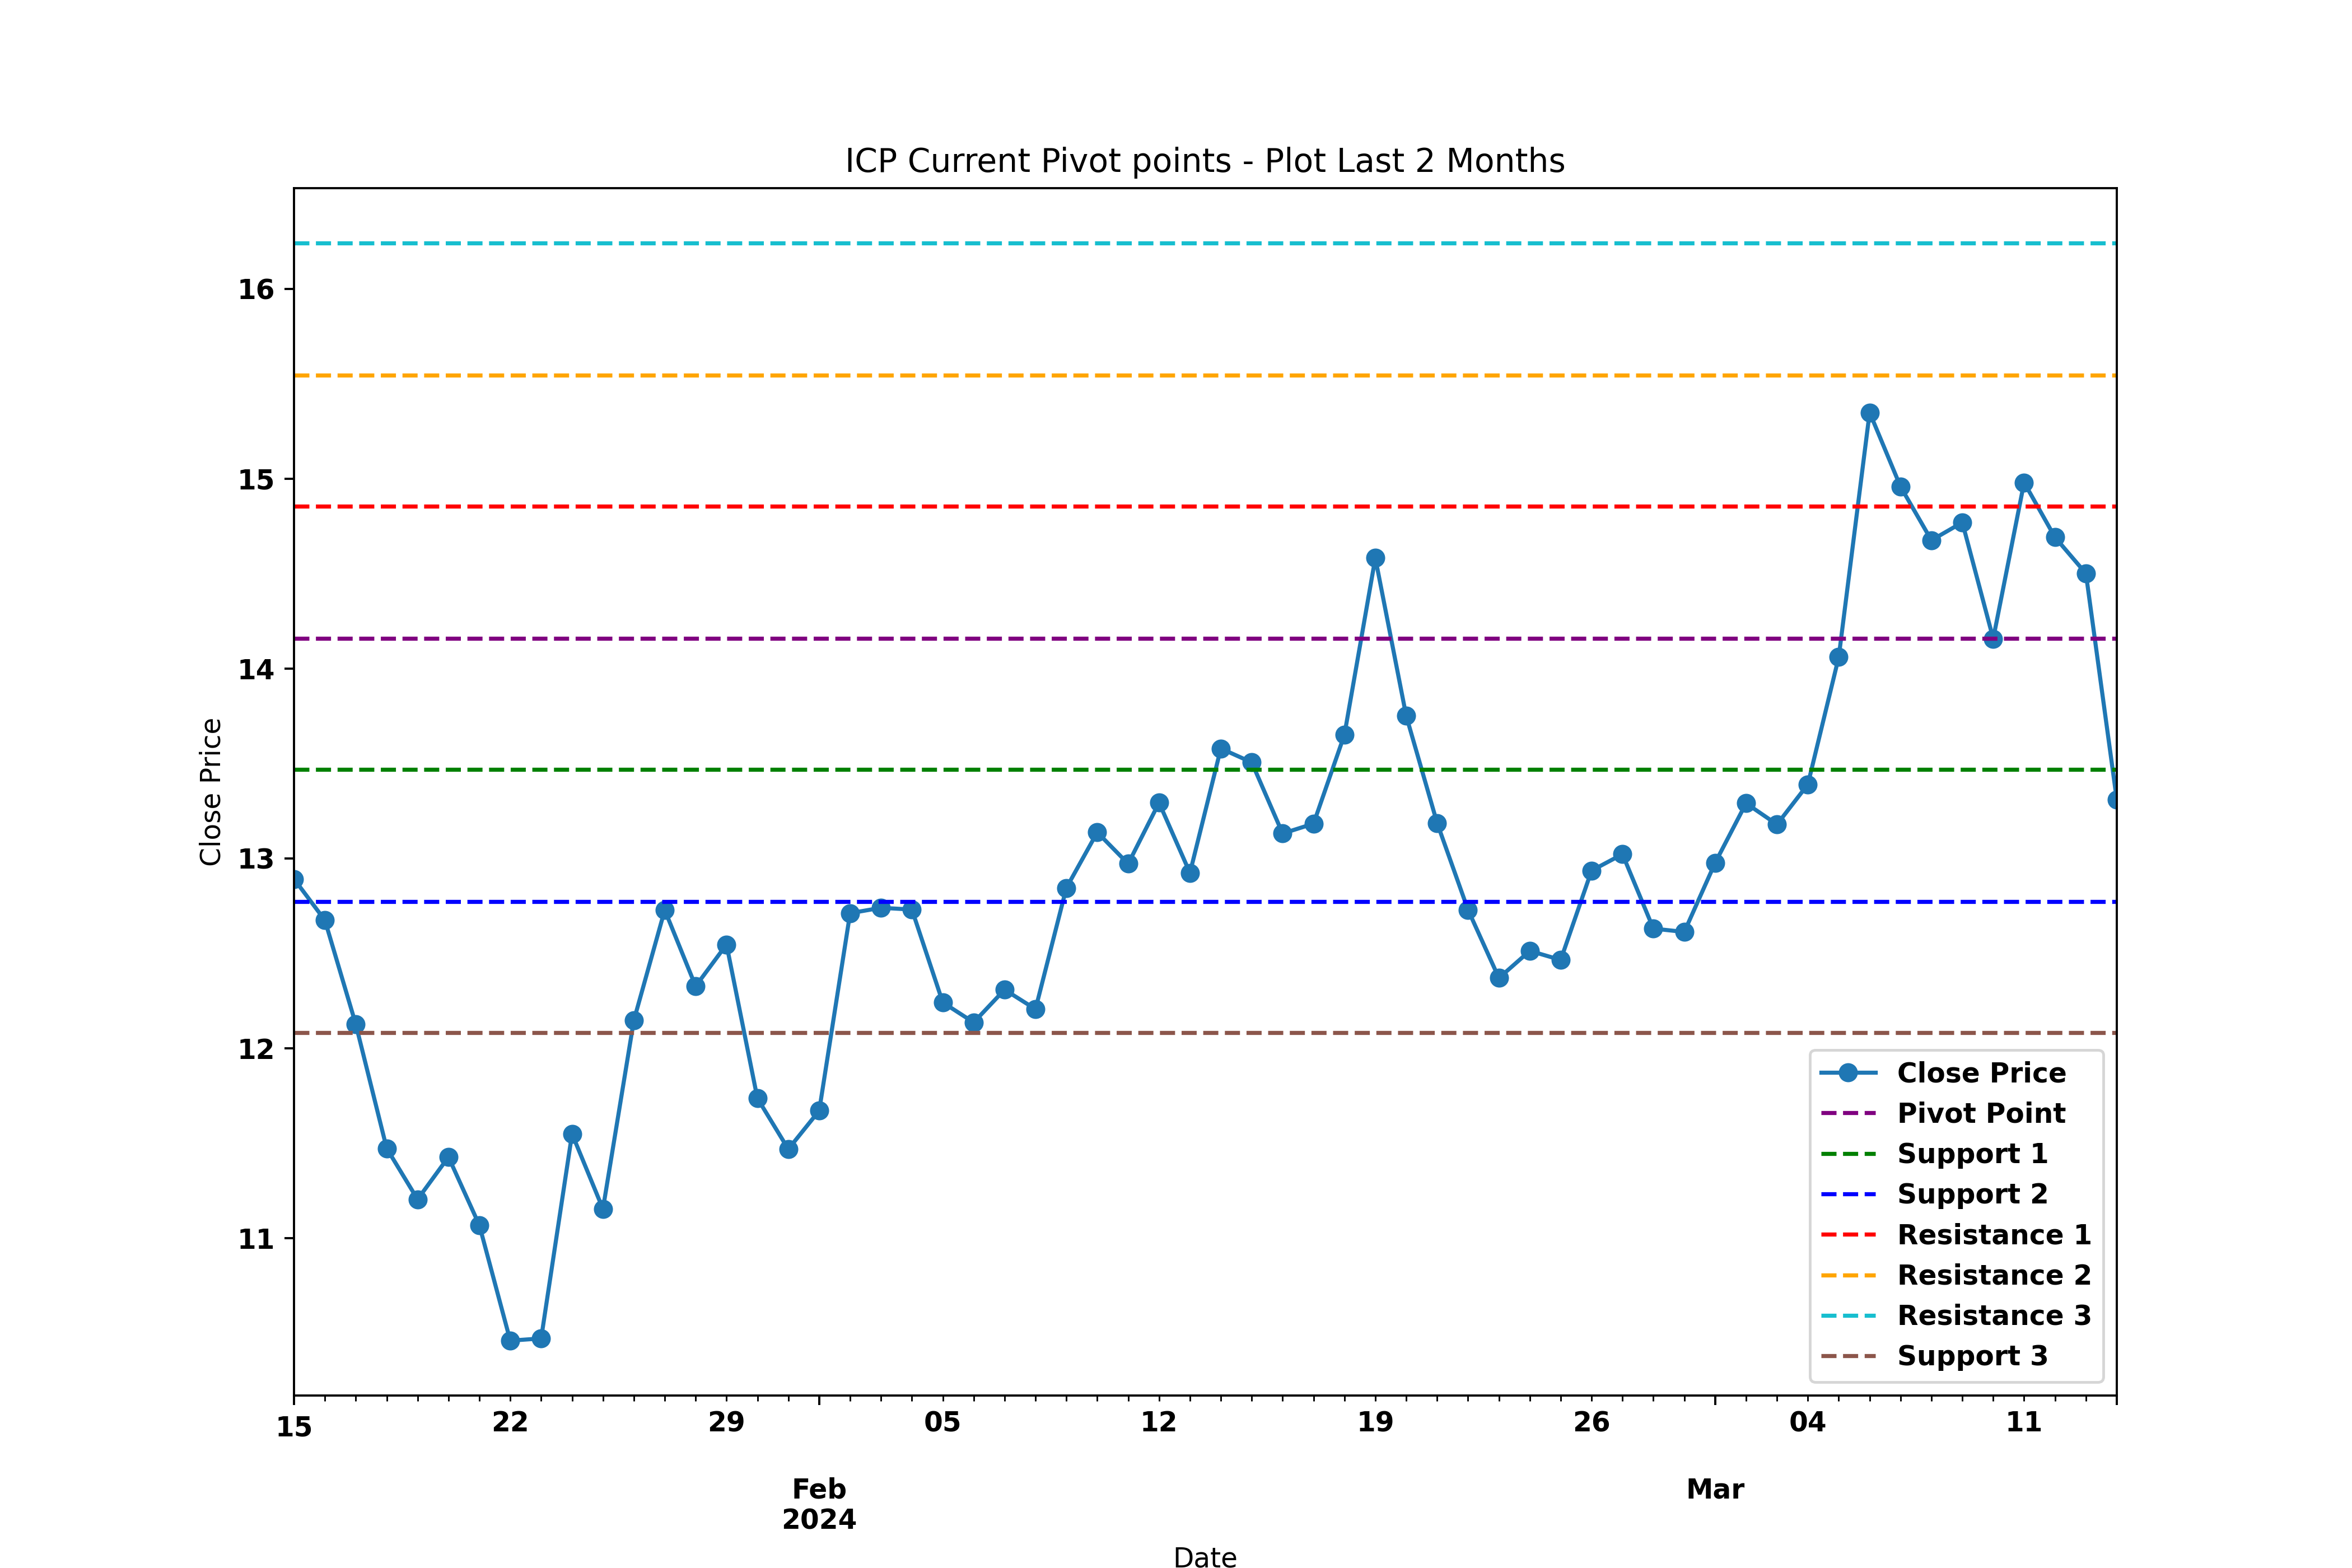 ICP Current Pivot points - Plot Last 2 Months
16
15
14
13
12
11
Close Price
Close Price
Pivot Point
Support 1
Support 2
Resistance 1
Resistance 2
Resistance 3
Support 3
15 22 29 05 12 19 26 04 11
Feb Mar
2024
Date